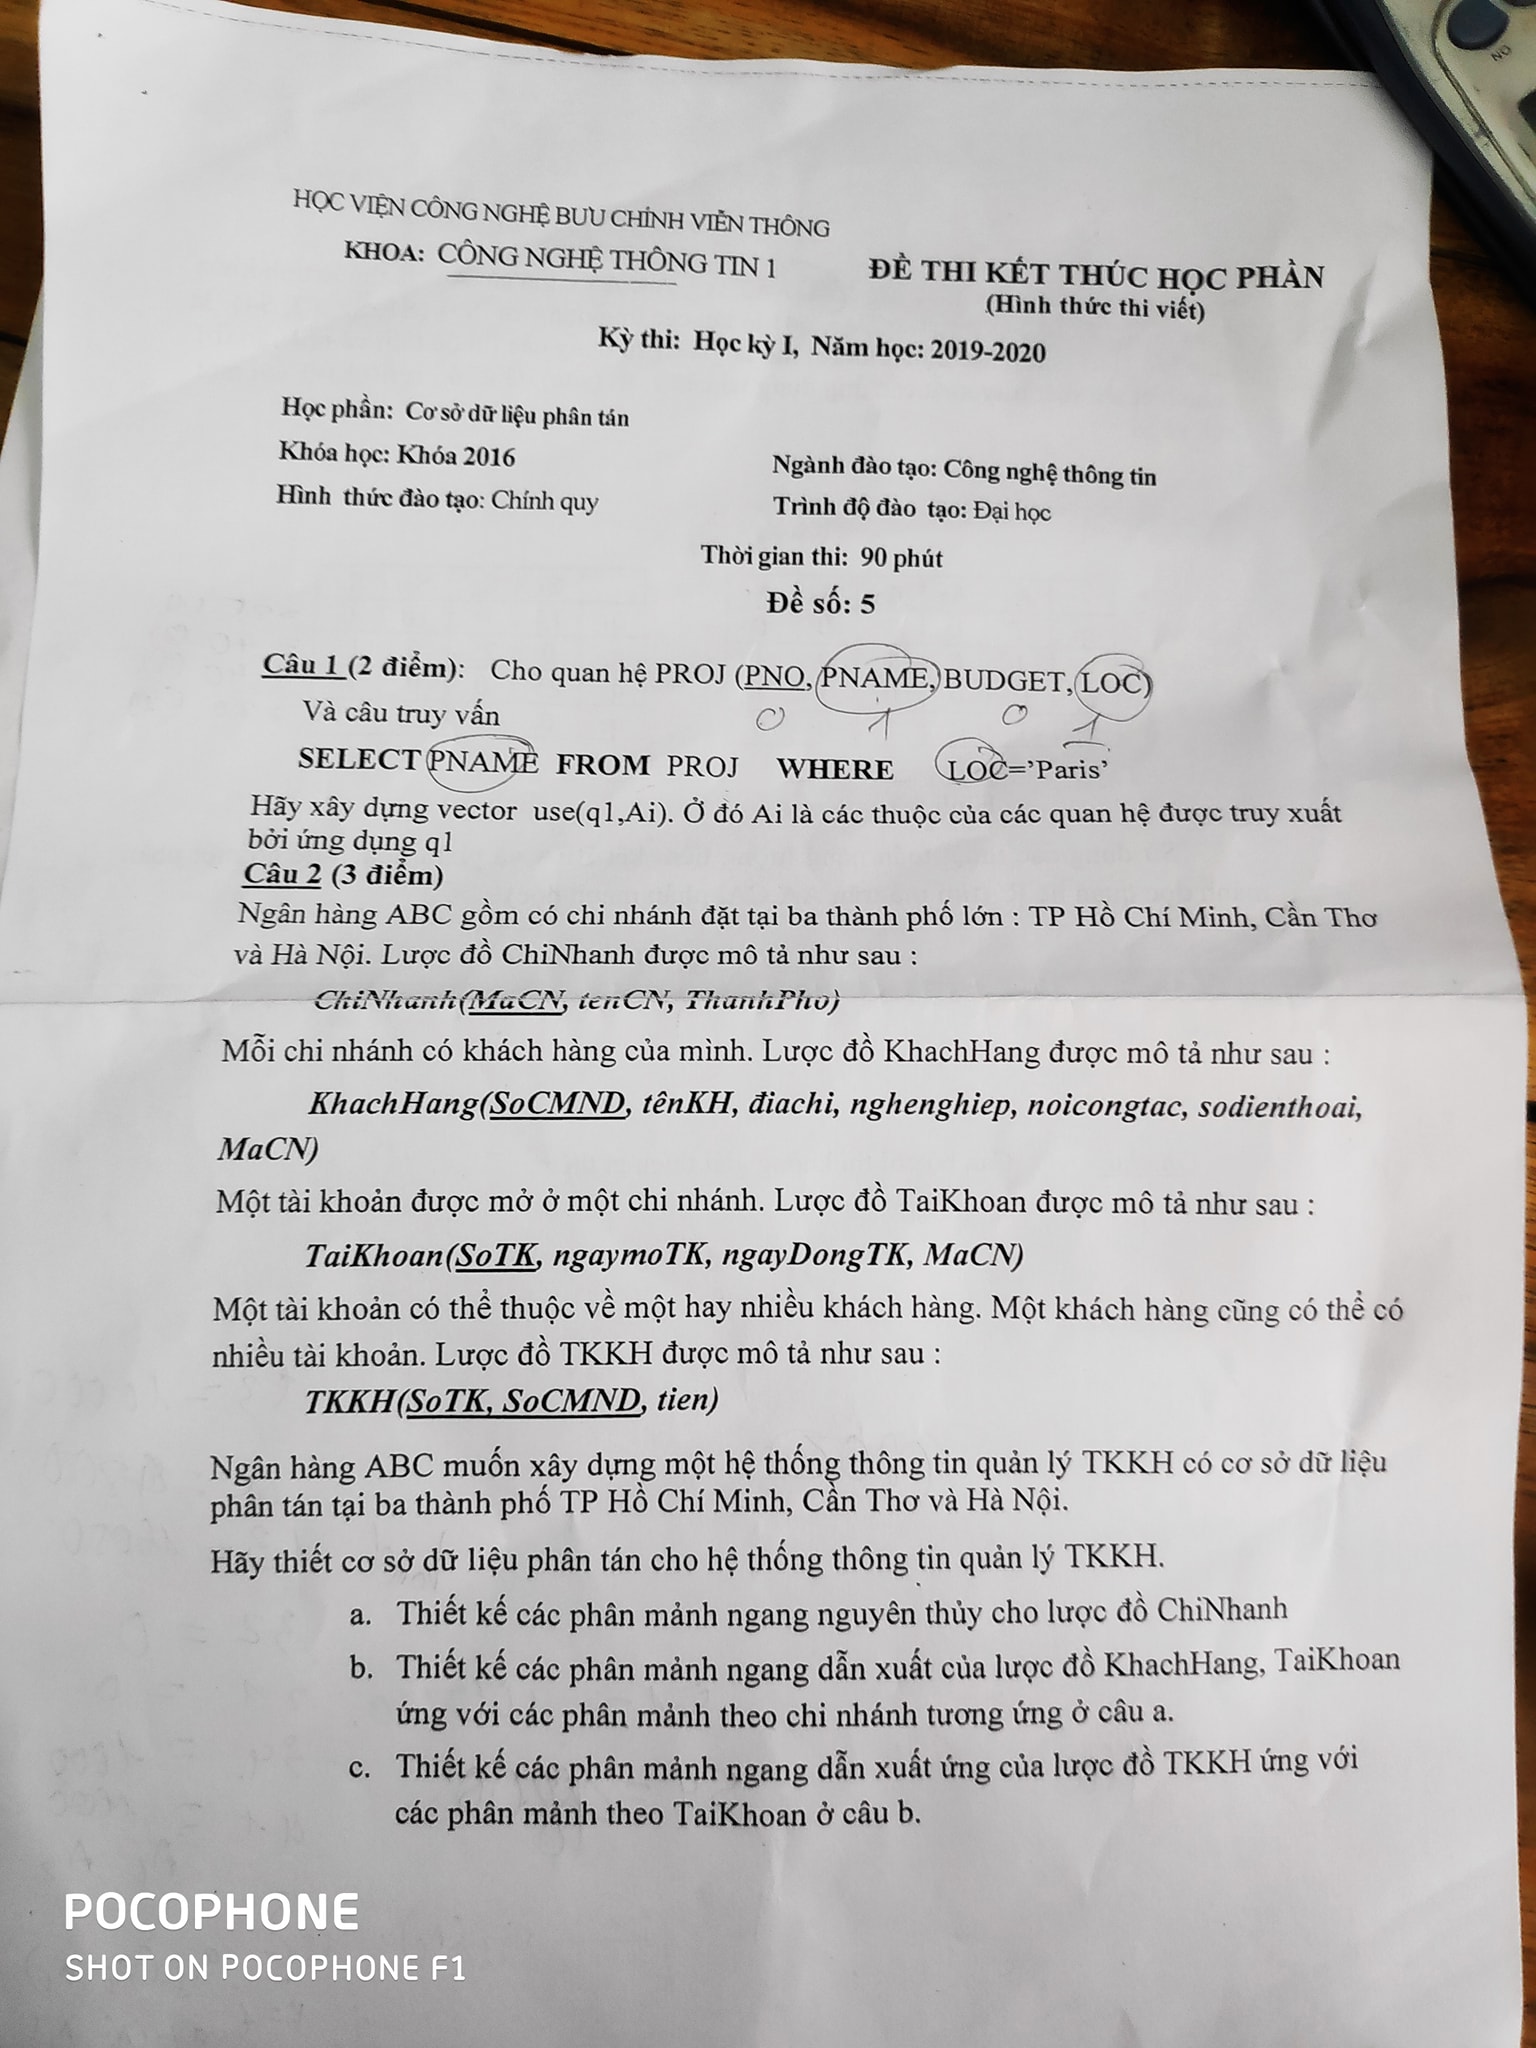 HỌC VIỆN CÔNG NGHỆ BƯU CHÍNH VIỄN THÔNG
KHOA: CÔNG NGHỆ THÔNG TIN 1
ĐỀ THI KẾT THÚC HỌC PHẦN
(Hình thức thi viết)
Kỳ thi: Học kỳ I, Năm học: 2019-2020
Học phần: Cơ sở dữ liệu phân tán
Khóa học: Khóa 2016
Ngành đào tạo: Công nghệ thông tin
Hình thức đào tạo: Chính quy
Trình độ đào tạo: Đại học
Thời gian thi: 90 phút
Đề số: 5
Câu 1 (2 điểm): Cho quan hệ PROJ (PNO, PNAME, BUDGET, LOC)
0 1 0 1
Và câu truy vấn
SELECT PNAME FROM PROJ WHERE LOC='Paris'
Hãy xây dựng vector use(q1,Ai). Ở đó Ai là các thuộc của các quan hệ được truy xuất
bởi ứng dụng q1
Câu 2 (3 điểm)
Ngân hàng ABC gồm có chi nhánh đặt tại ba thành phố lớn : TP Hồ Chí Minh, Cần Thơ
và Hà Nội. Lược đồ ChiNhanh được mô tả như sau :
ChiNhanh(MaCN, tenCN, ThanhPho)
Mỗi chi nhánh có khách hàng của mình. Lược đồ KhachHang được mô tả như sau :
KhachHang(SoCMND, tênKH, điachi, nghenghiep, noicongtac, sodienthoai,
MaCN)
Một tài khoản được mở ở một chi nhánh. Lược đồ TaiKhoan được mô tả như sau :
TaiKhoan(SoTK, ngaymoTK, ngayDongTK, MaCN)
Một tài khoản có thể thuộc về một hay nhiều khách hàng. Một khách hàng cũng có thể có
nhiều tài khoản. Lược đồ TKKH được mô tả như sau :
TKKH(SoTK, SoCMND, tien)
Ngân hàng ABC muốn xây dựng một hệ thống thông tin quản lý TKKH có cơ sở dữ liệu
phân tán tại ba thành phố TP Hồ Chí Minh, Cần Thơ và Hà Nội.
Hãy thiết cơ sở dữ liệu phân tán cho hệ thống thông tin quản lý TKKH.
a. Thiết kế các phân mảnh ngang nguyên thủy cho lược đồ ChiNhanh
b. Thiết kế các phân mảnh ngang dẫn xuất của lược đồ KhachHang, TaiKhoan
ứng với các phân mảnh theo chi nhánh tương ứng ở câu a.
c. Thiết kế các phân mảnh ngang dẫn xuất ứng của lược đồ TKKH ứng với
các phân mảnh theo TaiKhoan ở câu b.
POCOPHONE
SHOT ON POCOPHONE F1
NO